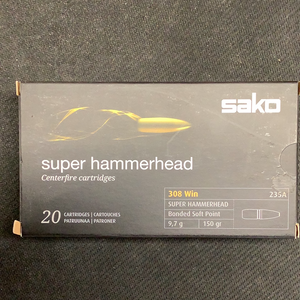 sako
super hammerhead
Centerfire cartridges
308 Win 235A
SUPER HAMMERHEAD
Bonded Soft Point
9,7 g 150 gr
20 CARTRIDGES | CARTOUCHES
PATRUUNAA | PATRONER